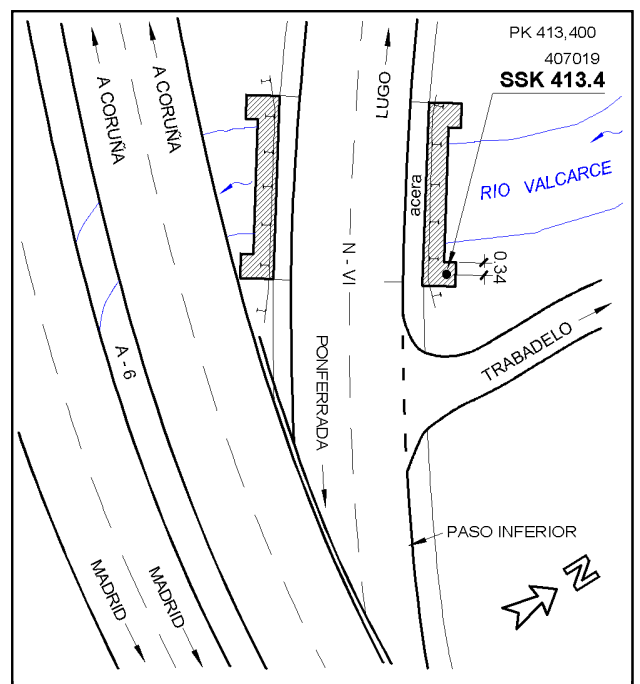 PK 413,400
407019
SSK 413.4
A CORUÑA
A CORUÑA
LUGO
acera
RIO VALCARCE
0.34
N - VI
A - 6
PONFERRADA
TRABADELO
PASO INFERIOR
MADRID
MADRID
N